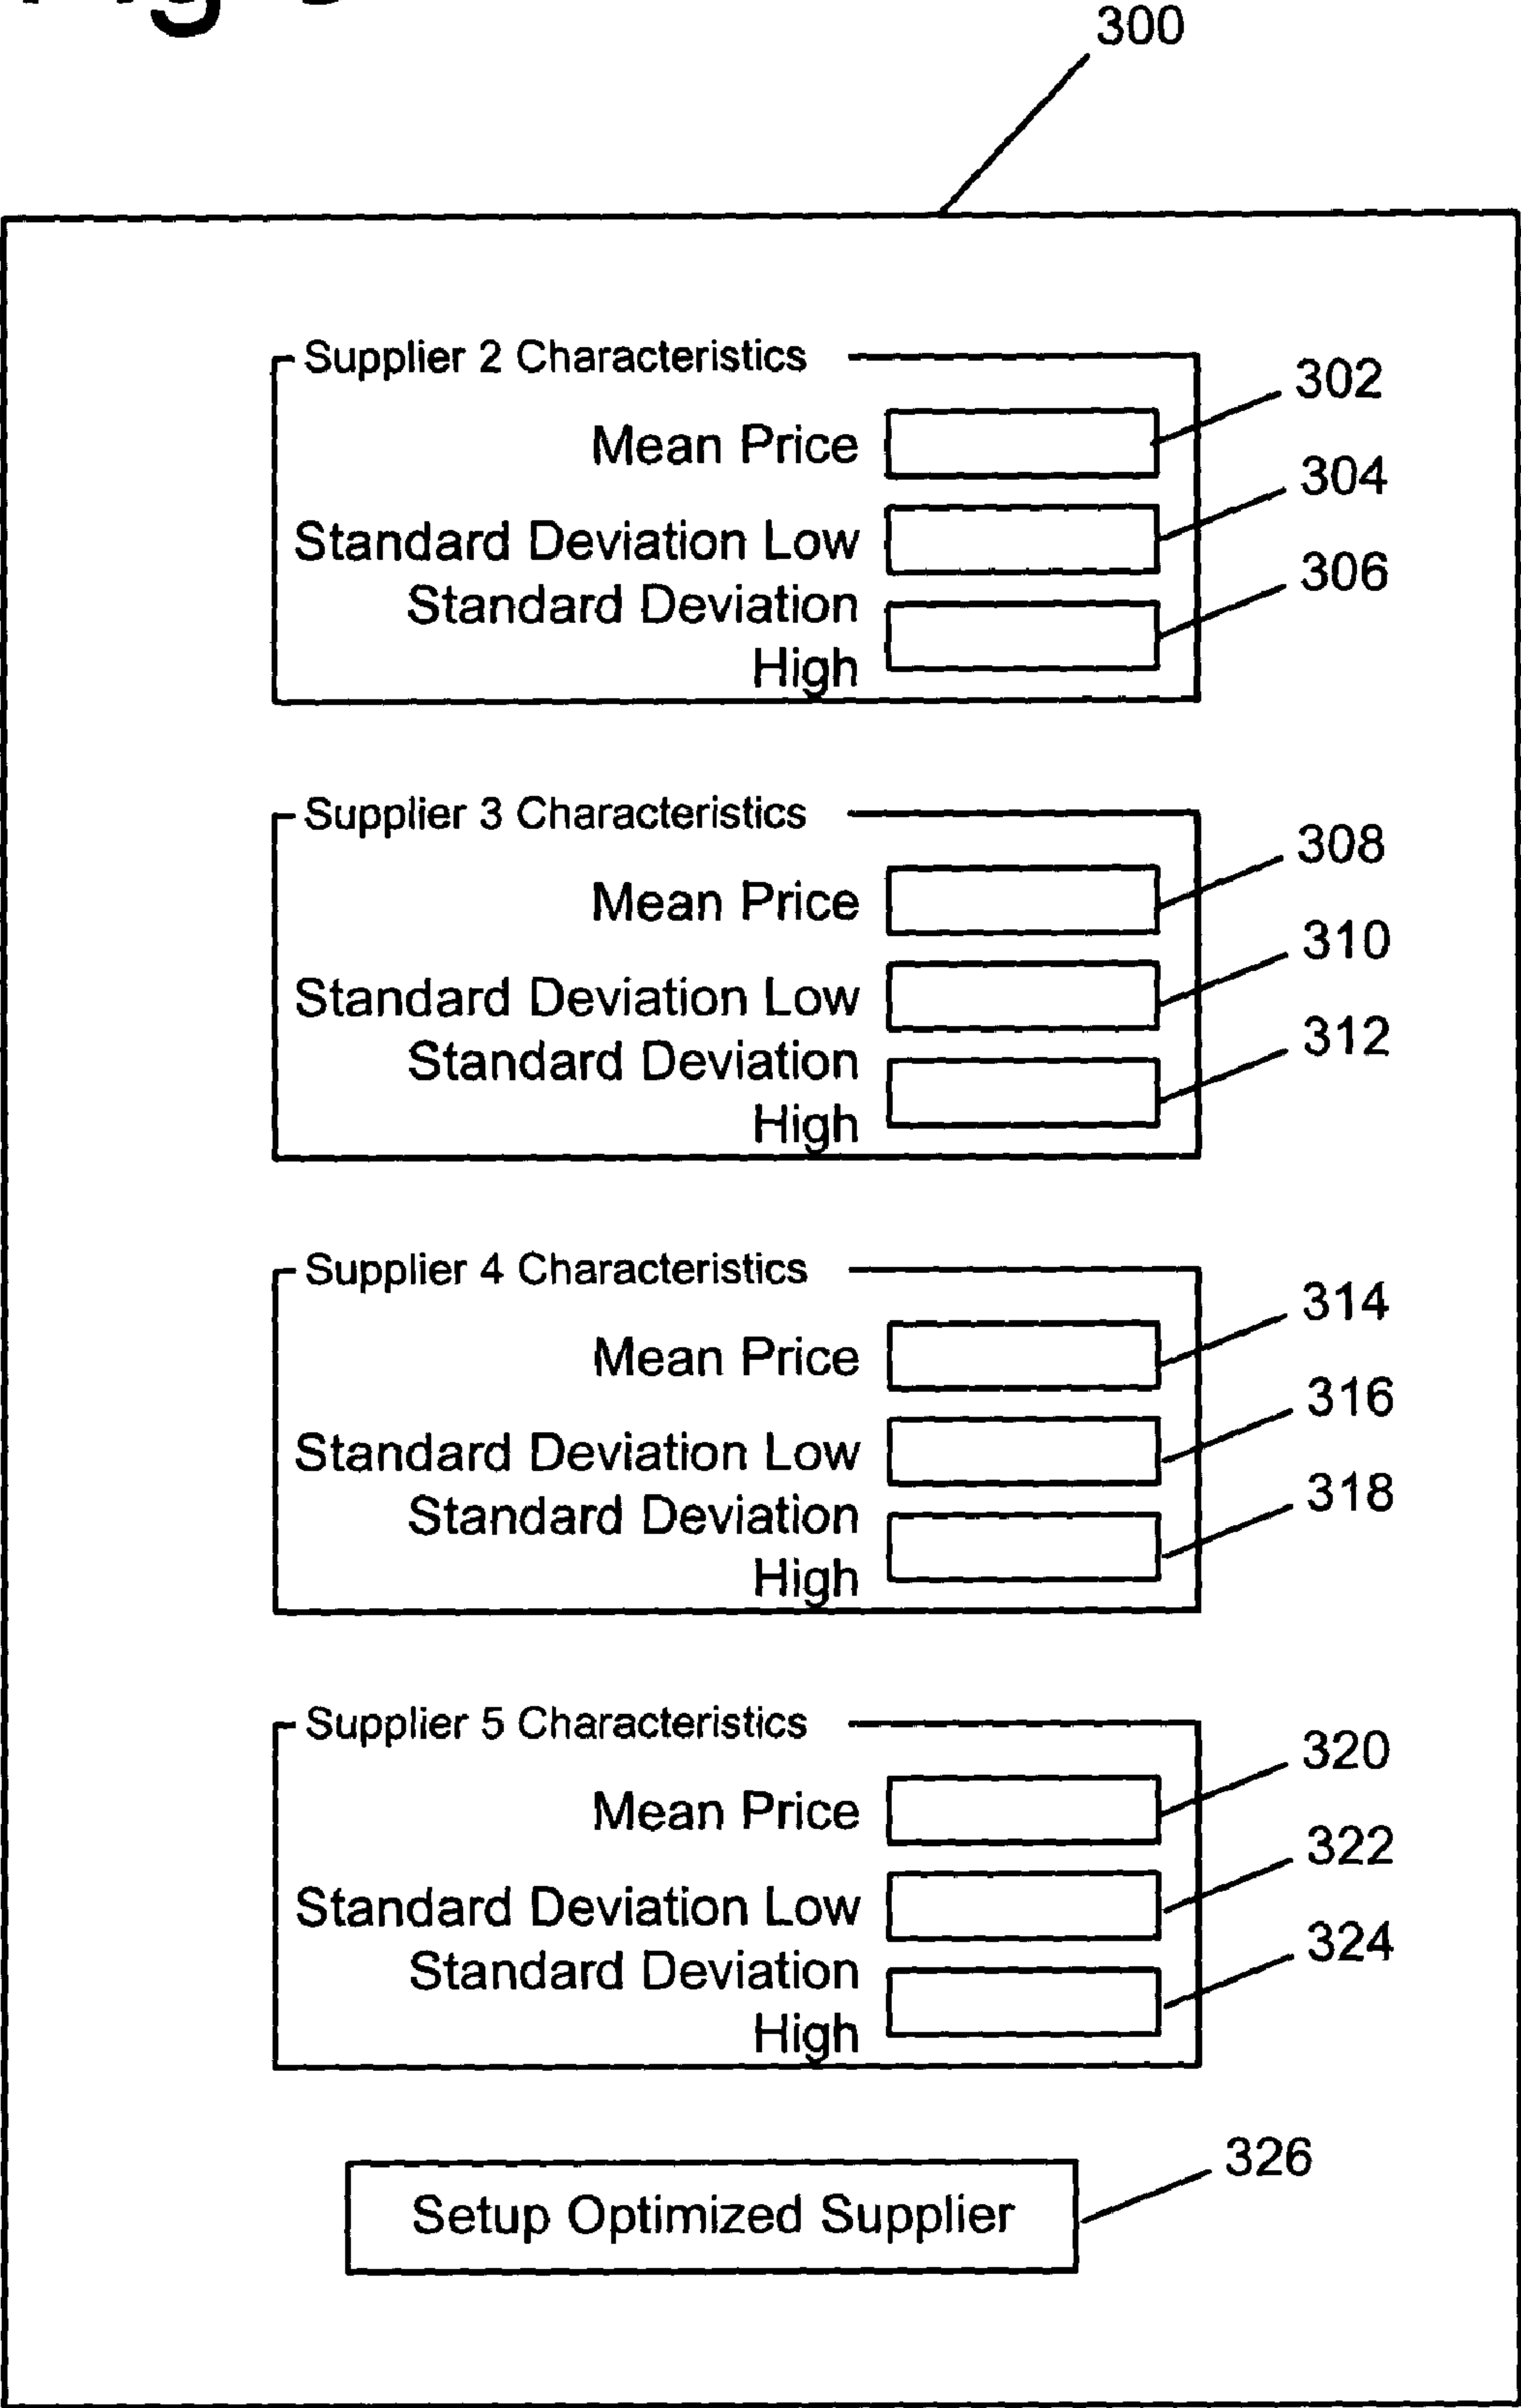 300
Supplier 2 Characteristics
Mean Price 302
Standard Deviation Low 304
Standard Deviation 306
High
Supplier 3 Characteristics
Mean Price 308
Standard Deviation Low 310
Standard Deviation 312
High
Supplier 4 Characteristics
Mean Price 314
Standard Deviation Low 316
Standard Deviation 318
High
Supplier 5 Characteristics
Mean Price 320
Standard Deviation Low 322
Standard Deviation 324
High
326
Setup Optimized Supplier